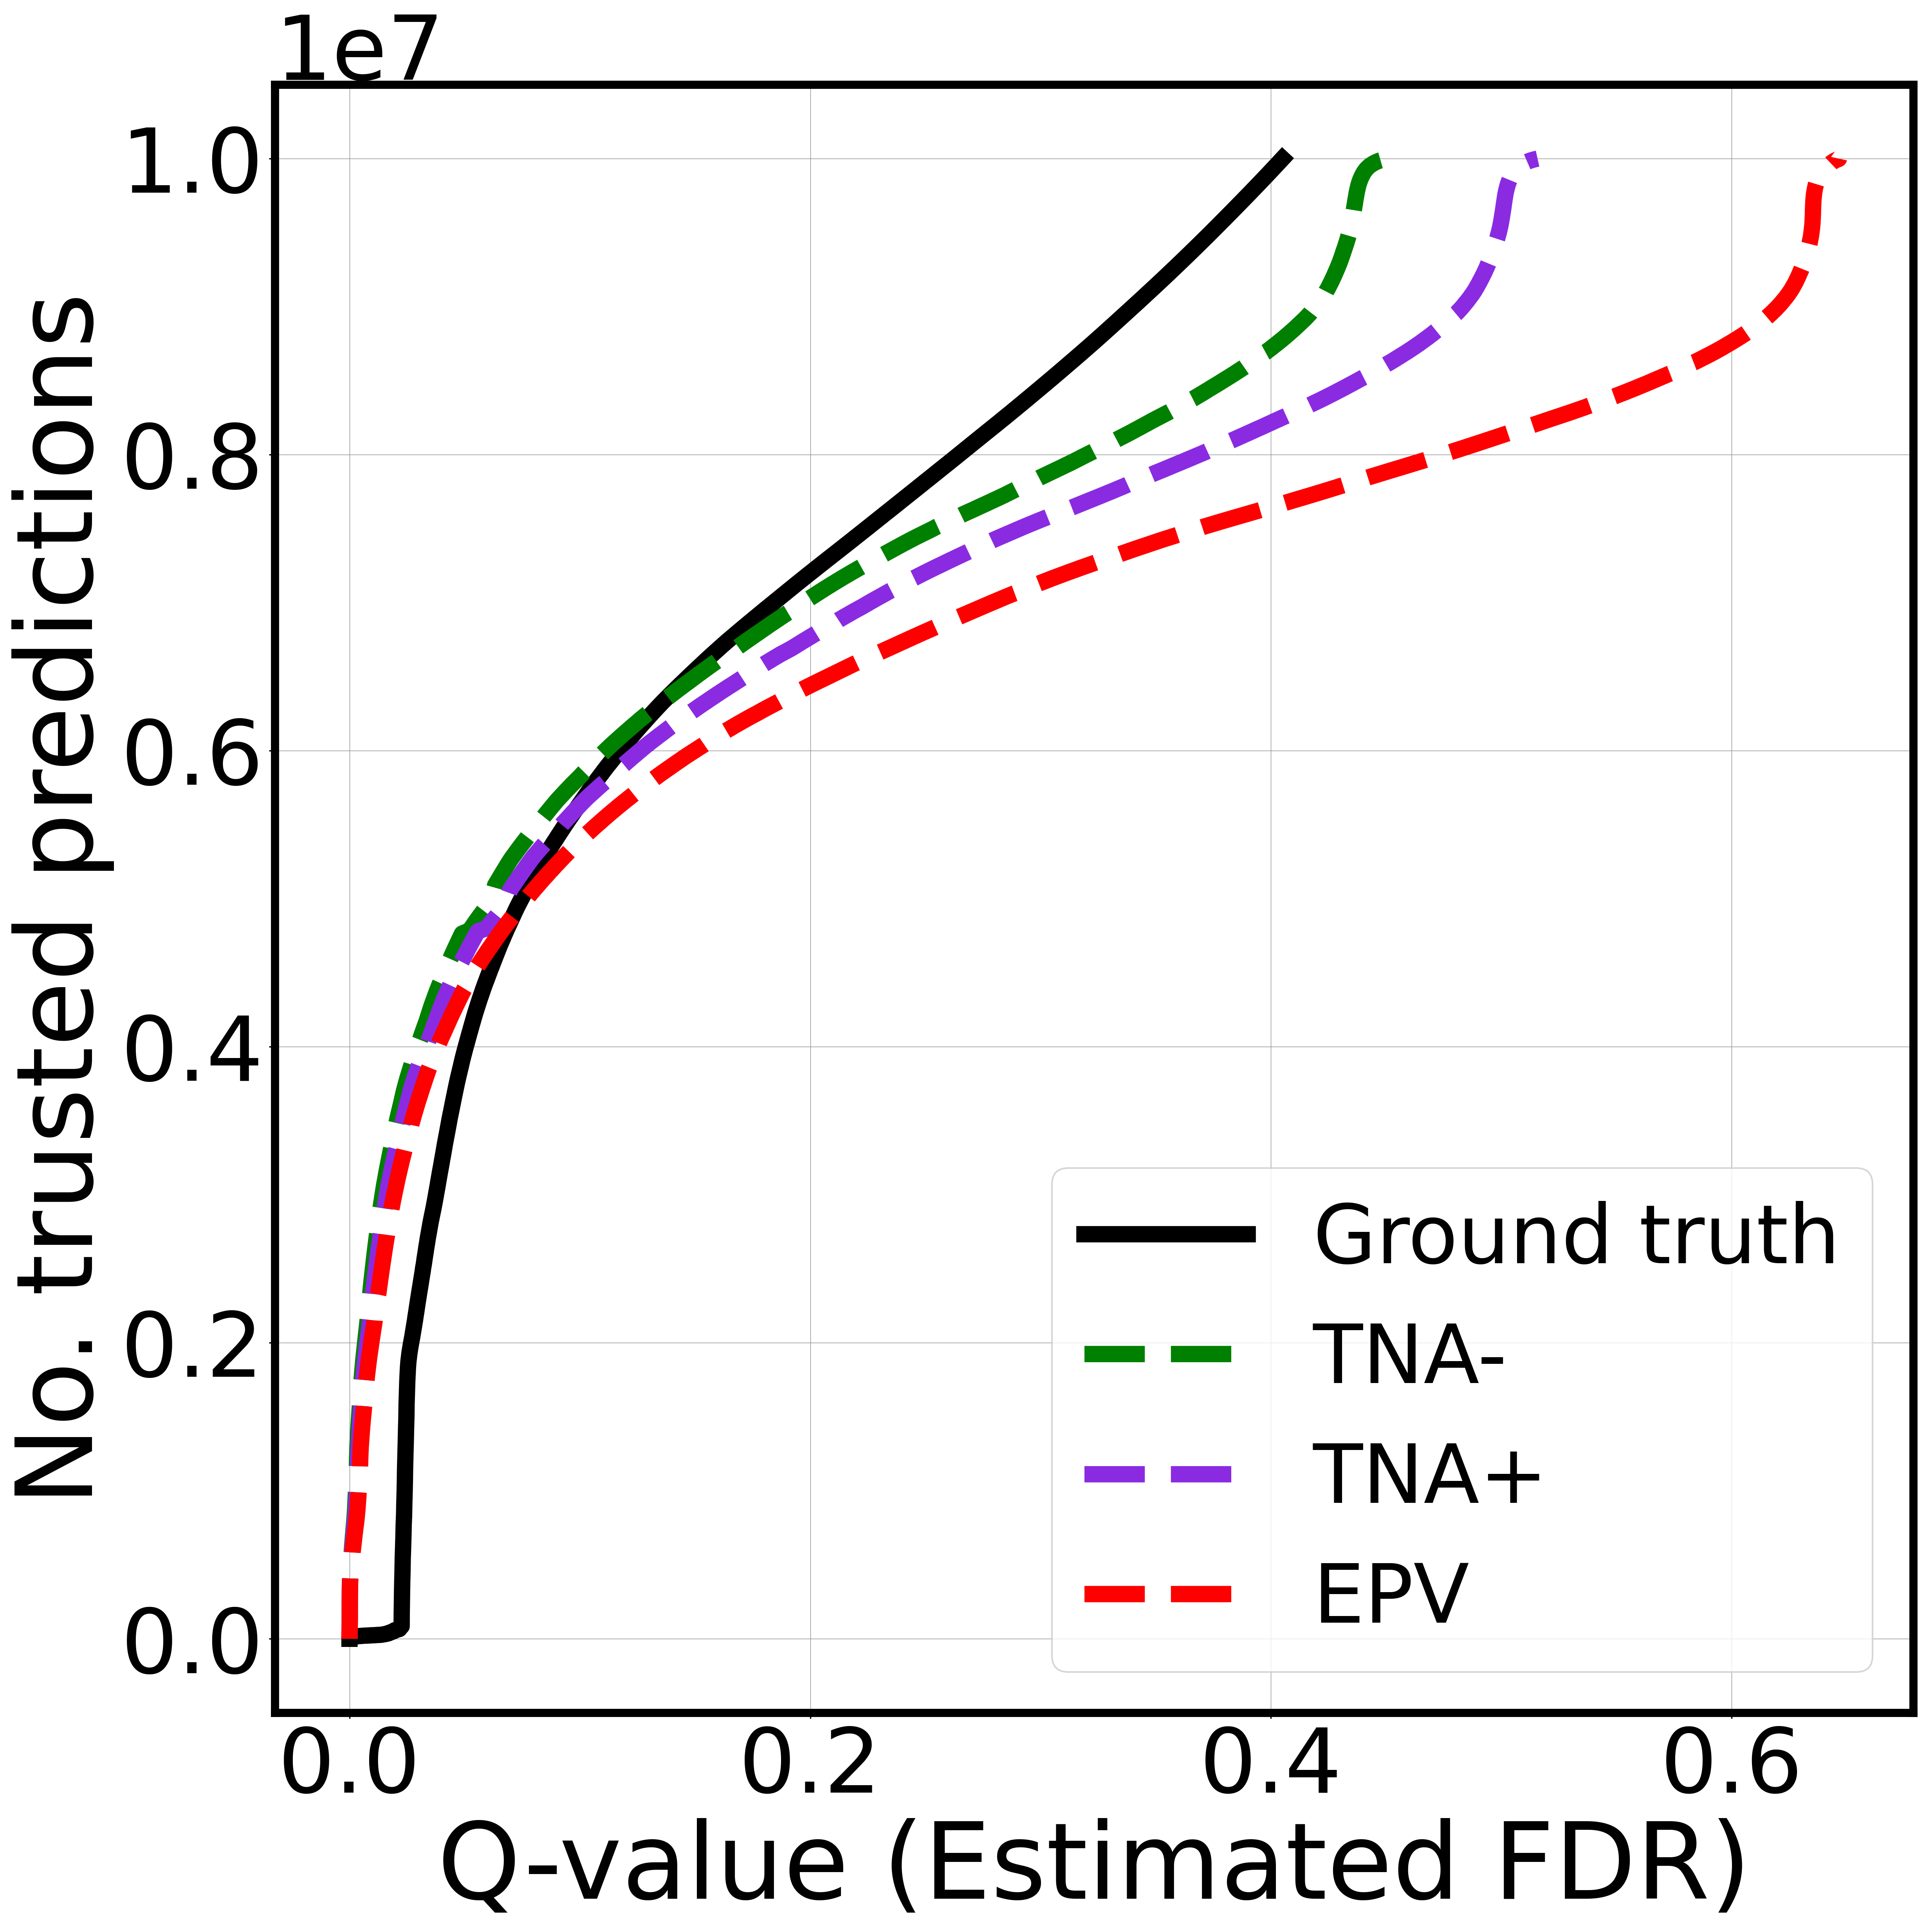 1e7
No. trusted predictions
1.0
0.8
0.6
0.4
0.2
0.0
Ground truth
TNA-
TNA+
EPV
0.0 0.2 0.4 0.6
Q-value (Estimated FDR)